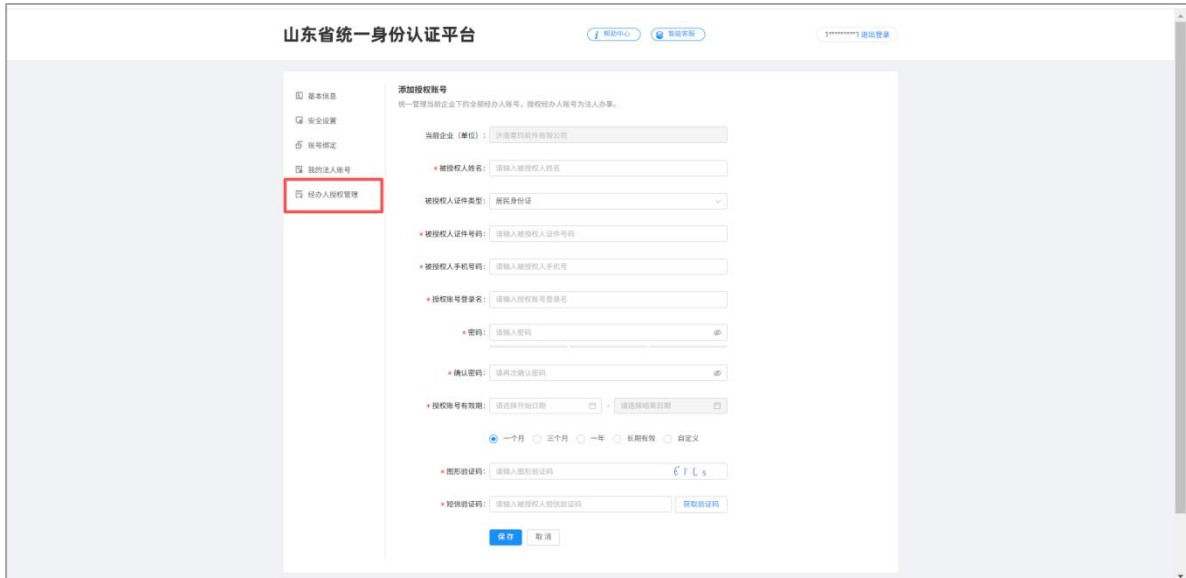 山东省统一身份认证平台
帮助中心
智能客服
1*********1 退出登录
基本信息
安全设置
账号绑定
我的法人账号
经办人授权管理
添加授权账号
统一管理当前企业下的全部经办人账号，授权经办人账号为法人办事。
当前企业（单位）：
*被授权人姓名： 请输入被授权人姓名
被授权人证件类型： 居民身份证
*被授权人证件号码： 请输入被授权人证件号码
*被授权人手机号码： 请输入被授权人手机号
*授权账号登录名： 请输入授权账号登录名
*密码： 请输入密码
*确认密码： 请再次确认密码
*授权账号有效期： 请选择开始日期 - 请选择结束日期
一个月 三个月 一年 长期有效 自定义
*图形验证码： 请输入图形验证码
*短信验证码： 请输入被授权人短信验证码 获取验证码
保存 取消